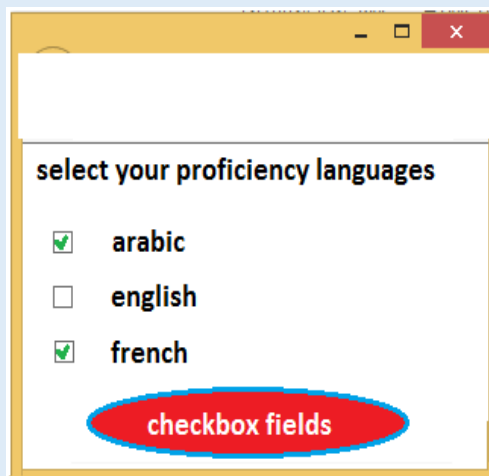 select your proficiency languages
arabic
english
french
checkbox fields